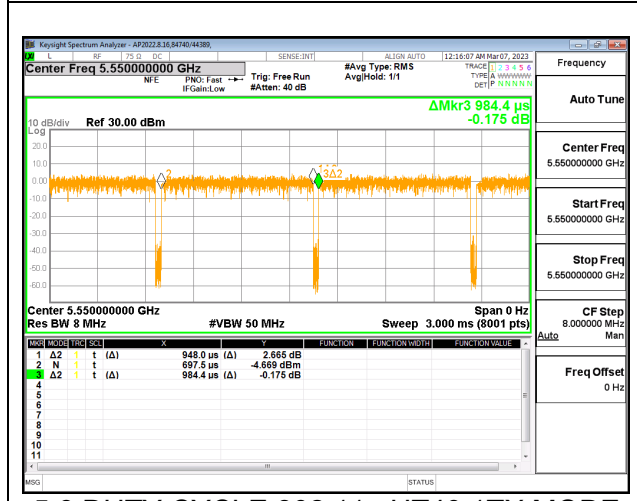 Keysight Spectrum Analyzer - AP2022.8.16,84740/44389,
L RF 75 Ω DC SENSE:INT ALIGN AUTO 12:16:07 AM Mar 07, 2023
Center Freq 5.550000000 GHz
NFE
PNO: Fast
IFGain:Low
Trig: Free Run
#Atten: 40 dB
#Avg Type: RMS
Avg|Hold: 1/1
TRACE 1 2 3 4 5 6
TYPE A WWWWW
DET P N N N N N
Frequency
Auto Tune
Center Freq
5.550000000 GHz
Start Freq
5.550000000 GHz
Stop Freq
5.550000000 GHz
CF Step
8.000000 MHz
Auto Man
Freq Offset
0 Hz
ΔMkr3 984.4 µs
-0.175 dB
10 dB/div Ref 30.00 dBm
Log
20.0
10.0
0.00
-10.0
-20.0
-30.0
-40.0
-50.0
-60.0
2
3Δ2
Center 5.550000000 GHz Span 0 Hz
Res BW 8 MHz #VBW 50 MHz Sweep 3.000 ms (8001 pts)
MKR MODE TRC SCL X Y FUNCTION FUNCTION WIDTH FUNCTION VALUE
1 Δ2 1 t (Δ) 948.0 µs (Δ) 2.665 dB
2 N 1 t 697.5 µs -4.669 dBm
3 Δ2 1 t (Δ) 984.4 µs (Δ) -0.175 dB
4
5
6
7
8
9
10
11
MSG STATUS